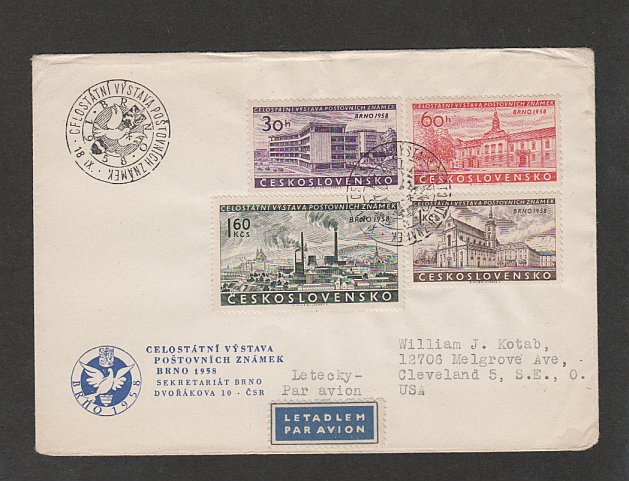 CELOSTÁTNÍ VÝSTAVA POŠTOVNÍCH ZNÁMEK
BRNO
CELOSTÁTNÍ VÝSTAVA POŠTOVNÍCH ZNÁMEK
30h
BRNO 1958
ČESKOSLOVENSKO
CELOSTÁTNÍ VÝSTAVA POŠTOVNÍCH ZNÁMEK
60h
BRNO 1958
ČESKOSLOVENSKO
CELOSTÁTNÍ VÝSTAVA POŠTOVNÍCH ZNÁMEK
1.60
KČS
BRNO 1958
ČESKOSLOVENSKO
CELOSTÁTNÍ VÝSTAVA POŠTOVNÍCH ZNÁMEK
1KČS
BRNO 1958
ČESKOSLOVENSKO
BRNO 1958
CELOSTÁTNÍ VÝSTAVA
POŠTOVNÍCH ZNÁMEK
BRNO 1958
SEKRETARIÁT BRNO
DVOŘÁKOVA 10 - ČSR
Letecky-
Par avion
LETADLEM
PAR AVION
William J. Kotab,
12706 Melgrove Ave,
Cleveland 5, S.E., O.
USA